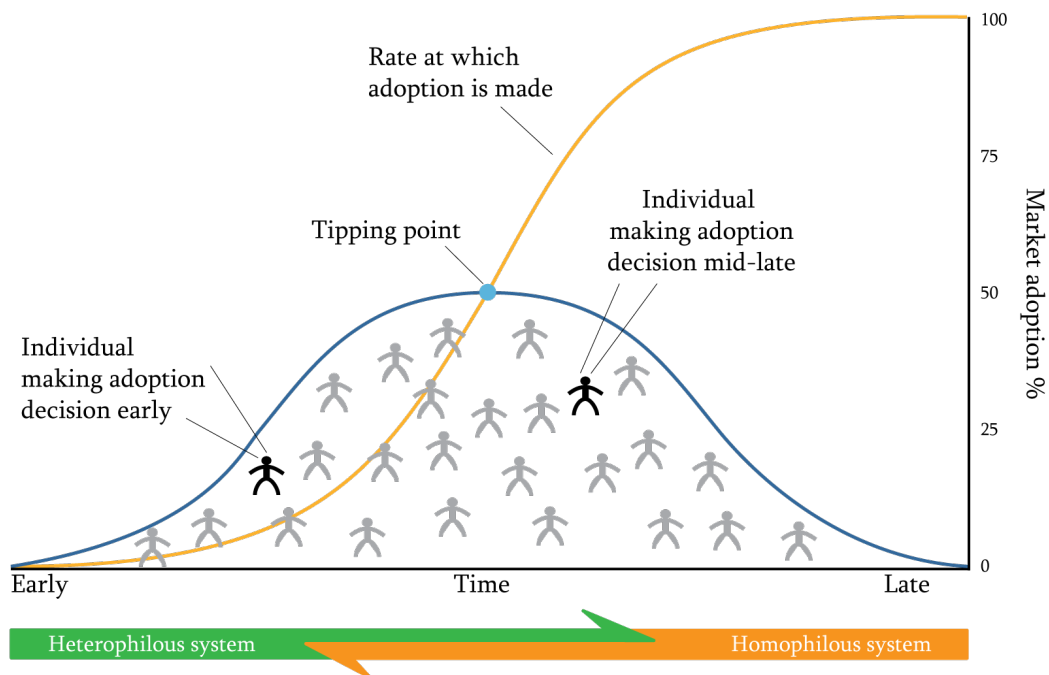 100
Rate at which
adoption is made
75
Individual
making adoption
decision mid-late
Market adoption %
Tipping point
50
Individual
making adoption
decision early
25
0
Early
Time
Late
Heterophilous system
Homophilous system